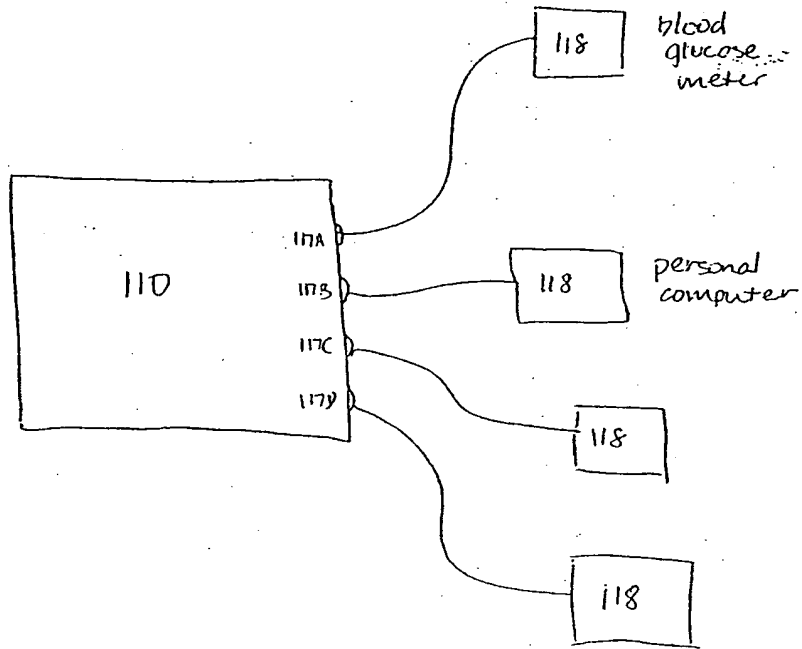 118
blood
glucose
meter
117A
110
117B
118
personal
computer
117C
117D
118
118